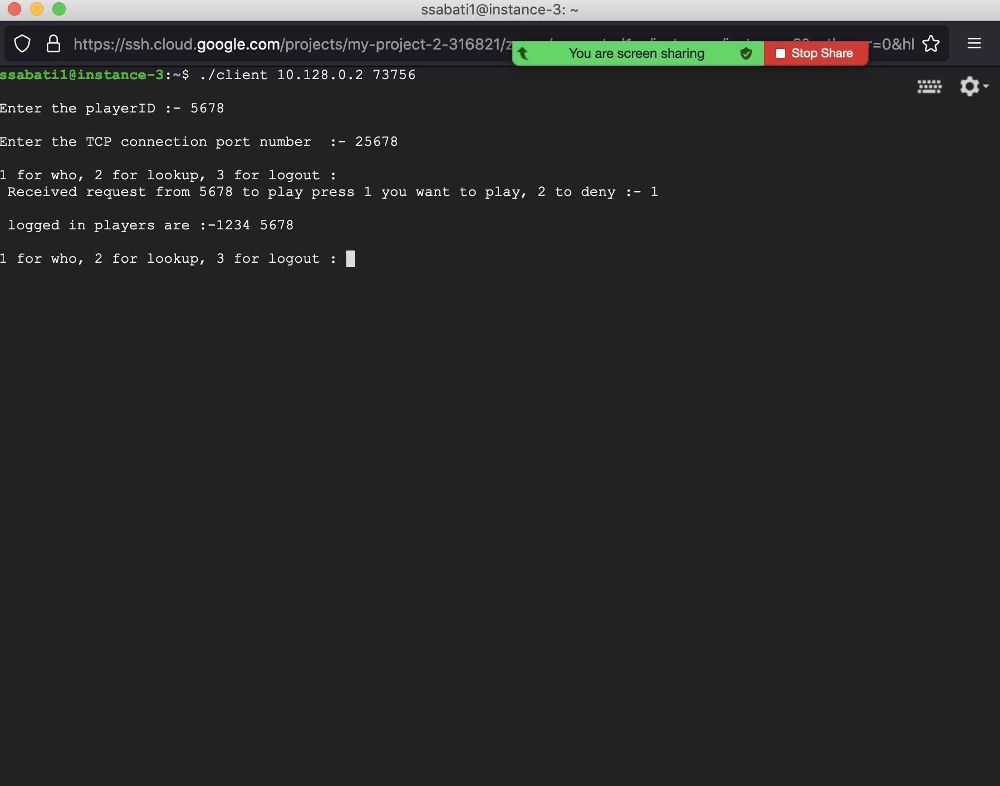 ssabati1@instance-3: ~
https://ssh.cloud.google.com/projects/my-project-2-316821/z =0&hl
You are screen sharing Stop Share
ssabati1@instance-3:~$ ./client 10.128.0.2 73756
Enter the playerID :- 5678
Enter the TCP connection port number  :- 25678
1 for who, 2 for lookup, 3 for logout :
Received request from 5678 to play press 1 you want to play, 2 to deny :- 1
logged in players are :-1234 5678
1 for who, 2 for lookup, 3 for logout :